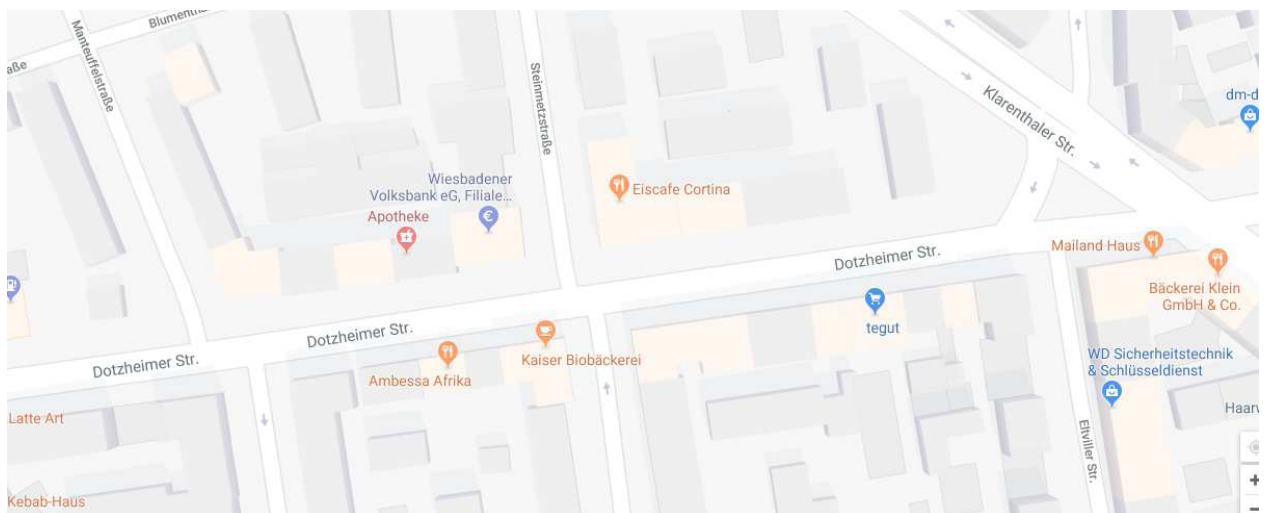 Blumenth
Manteuffelstraße
aße
Steinmetzstraße
Klarenthaler Str.
dm-d
Wiesbadener
Volksbank eG, Filiale...
Apotheke
Eiscafe Cortina
Dotzheimer Str.
Mailand Haus
Bäckerei Klein
GmbH & Co.
tegut
Dotzheimer Str.
Kaiser Biobäckerei
Dotzheimer Str.
Ambessa Afrika
WD Sicherheitstechnik
& Schlüsseldienst
Latte Art
Haarv
Eltviller Str.
Kebab-Haus